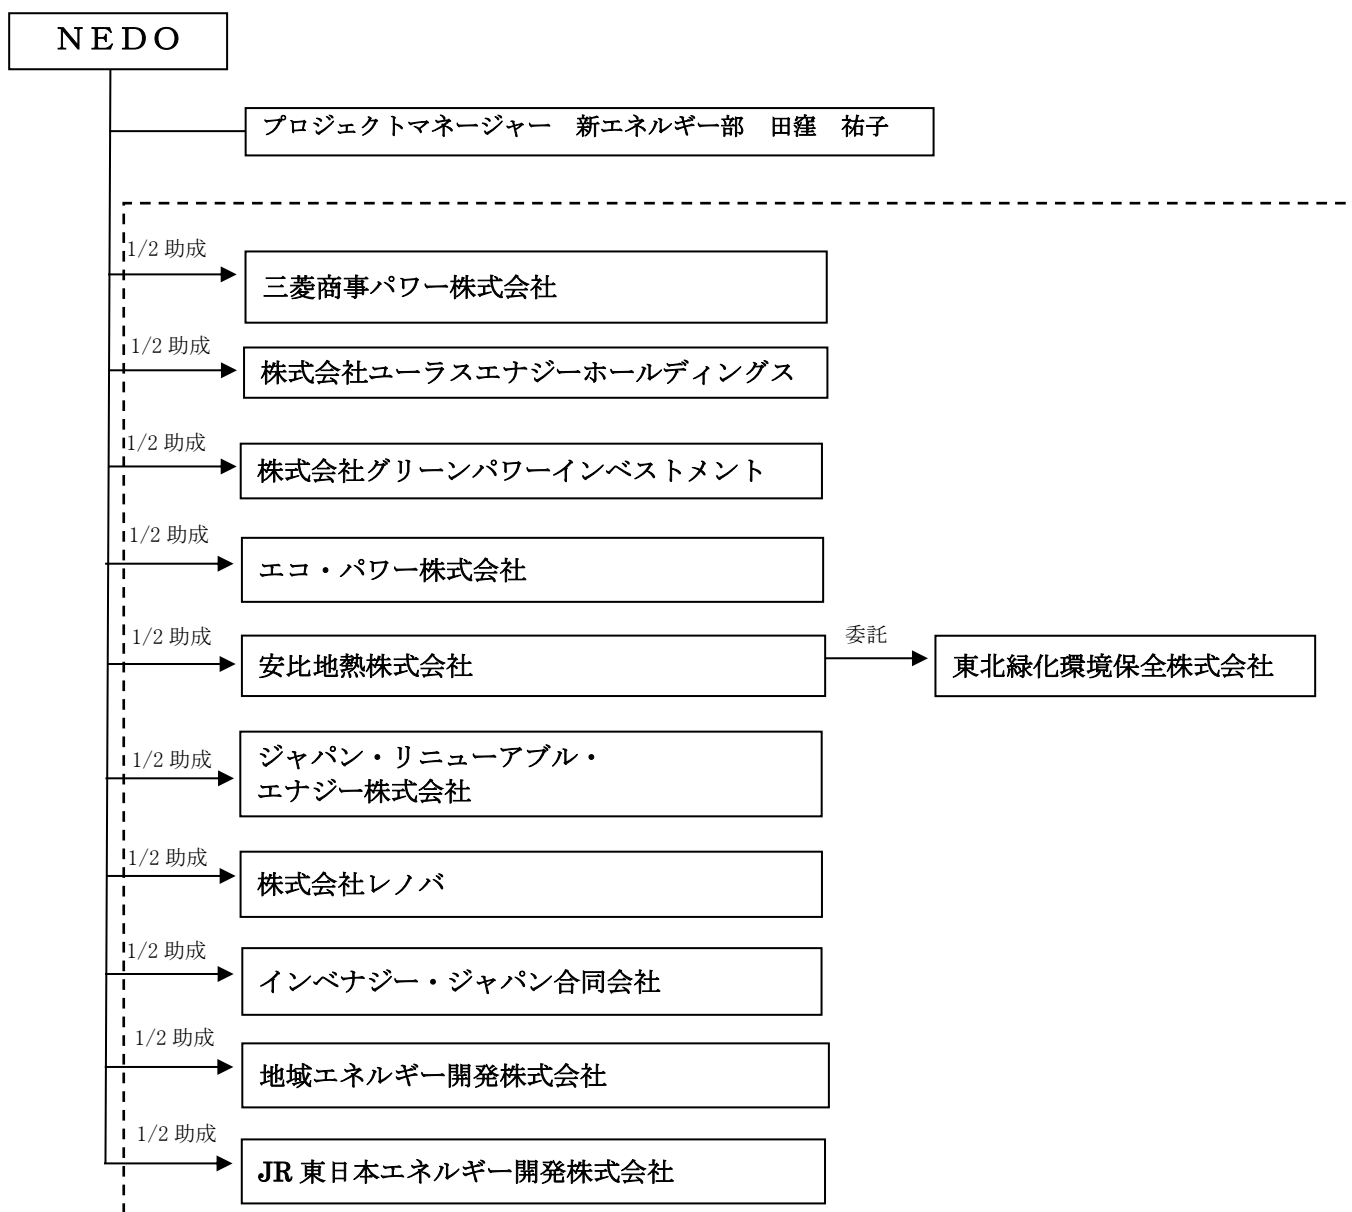 ＮＥＤＯ
プロジェクトマネージャー　新エネルギー部　田窪　祐子
1/2 助成
三菱商事パワー株式会社
1/2 助成
株式会社ユーラスエナジーホールディングス
1/2 助成
株式会社グリーンパワーインベストメント
1/2 助成
エコ・パワー株式会社
1/2 助成
安比地熱株式会社
委託
東北緑化環境保全株式会社
1/2 助成
ジャパン・リニューアブル・
エナジー株式会社
1/2 助成
株式会社レノバ
1/2 助成
インベナジー・ジャパン合同会社
1/2 助成
地域エネルギー開発株式会社
1/2 助成
JR 東日本エネルギー開発株式会社